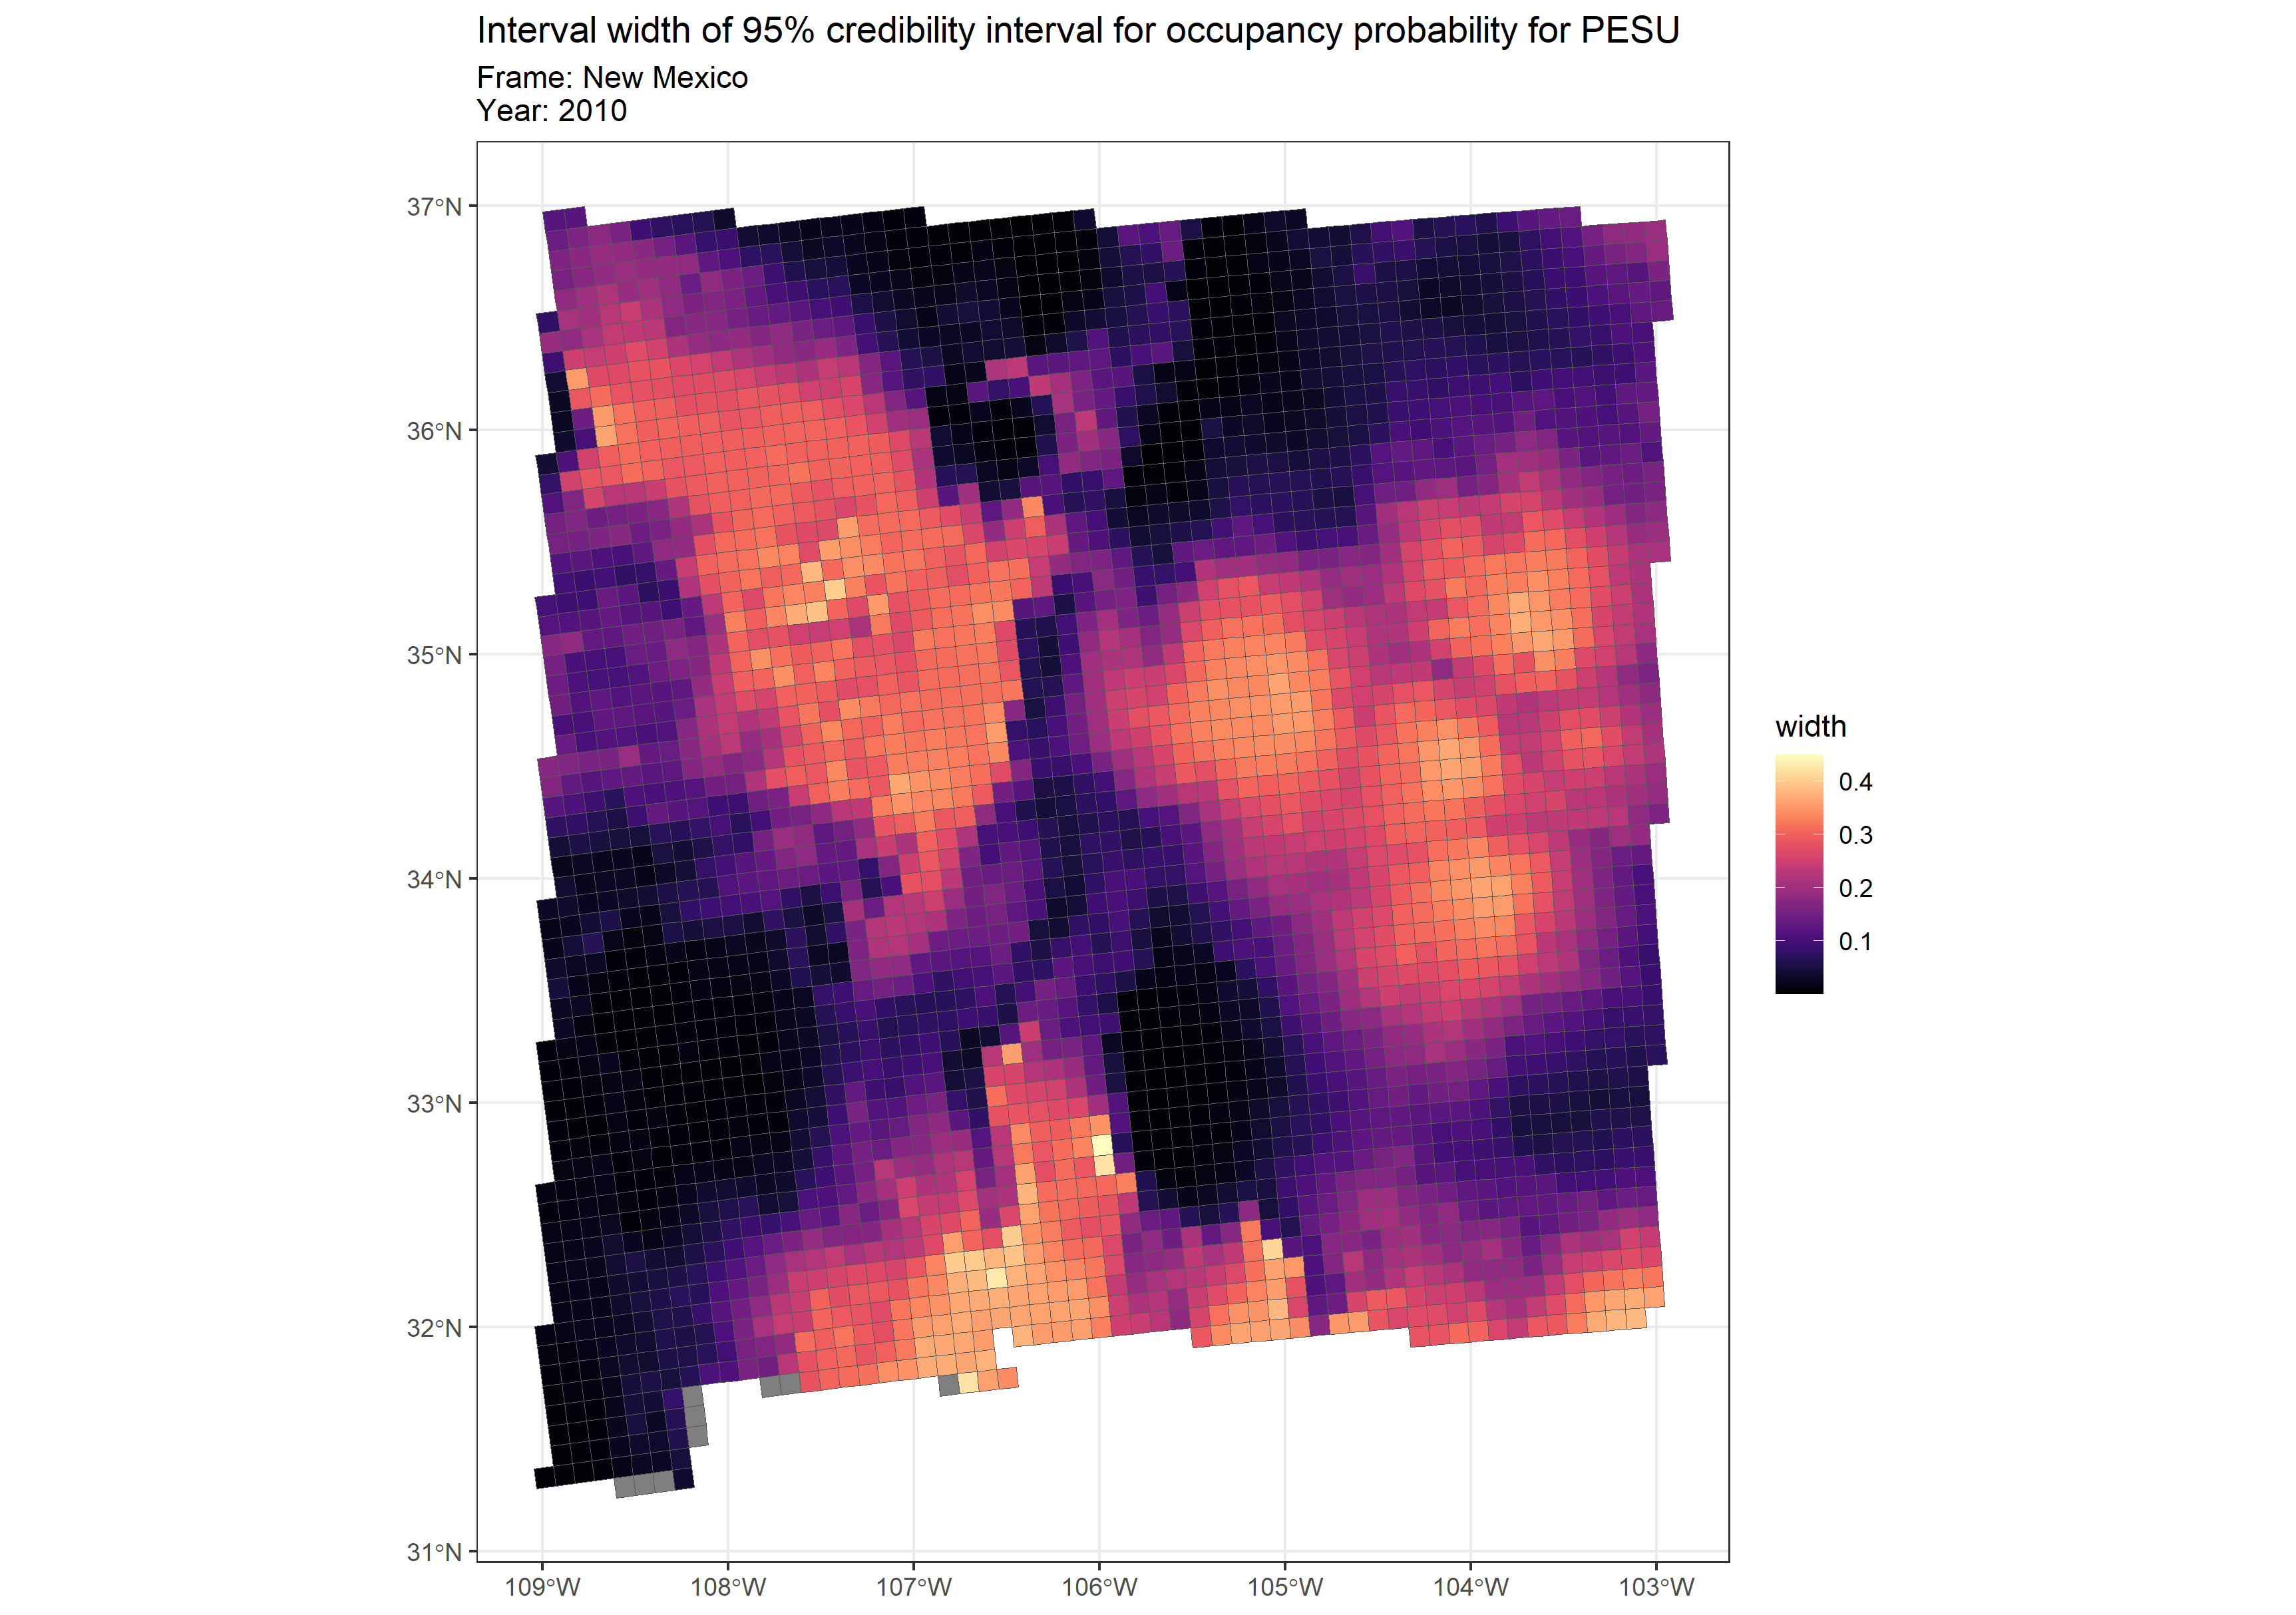 Interval width of 95% credibility interval for occupancy probability for PESU
Frame: New Mexico
Year: 2010
37°N
36°N
35°N
34°N
33°N
32°N
31°N
109°W
108°W
107°W
106°W
105°W
104°W
103°W
width
0.4
0.3
0.2
0.1